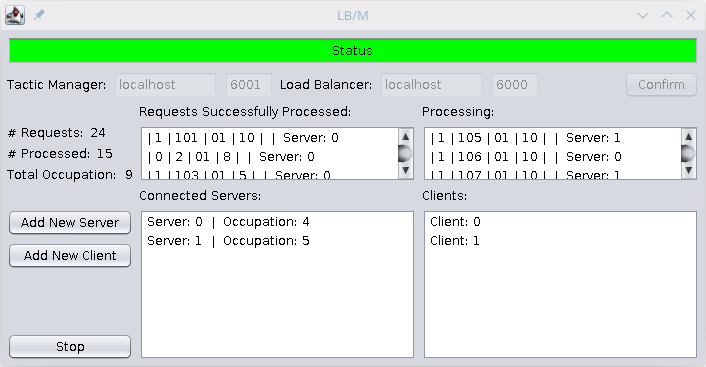 LB/M
Status
Tactic Manager: localhost 6001 Load Balancer: localhost 6000 Confirm
Requests Successfully Processed: Processing:
# Requests: 24
# Processed: 15
Total Occupation: 9
|1 |101|01 |10 | | Server: 0
|0 | 2 |01 | 8 | | Server: 0
|1 |103|01 | 5 | | Server: 0
|1 |105|01 |10 | | Server: 1
|1 |106|01 |10 | | Server: 0
|1 |107|01 |10 | | Server: 1
Connected Servers: Clients:
Add New Server
Add New Client
Stop
Server: 0 | Occupation: 4
Server: 1 | Occupation: 5
Client: 0
Client: 1